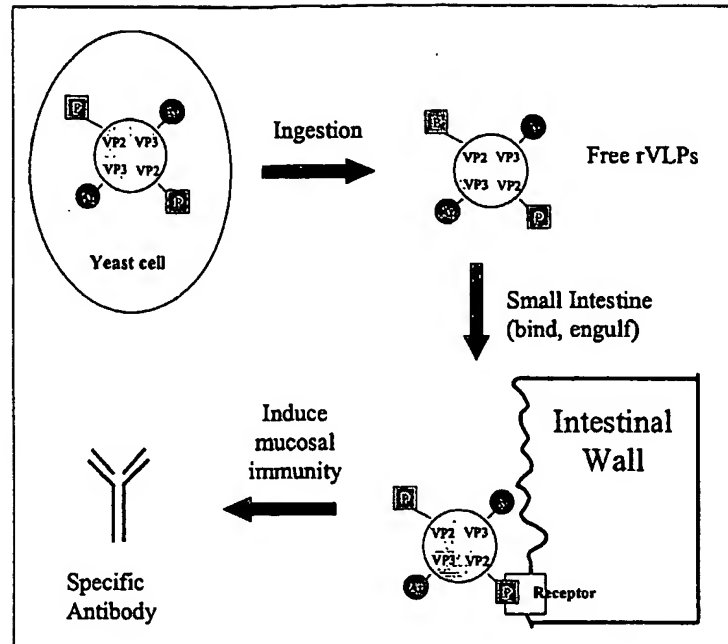 P
VP2 VP3
VP3 VP2
P
Yeast cell
Ingestion
P
VP2 VP3
VP3 VP2
P
Free rVLPs
Small Intestine
(bind, engulf)
Intestinal
Wall
Induce
mucosal
immunity
P
VP2 VP3
VP2
P
Receptor
Specific
Antibody